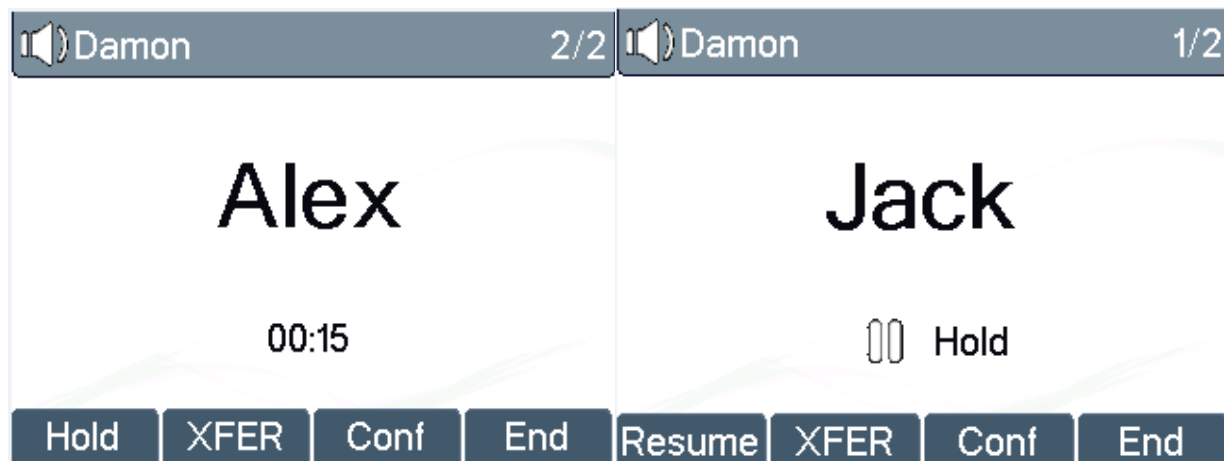 Damon 2/2
Alex
00:15
Hold XFER Conf End
Damon 1/2
Jack
Hold
Resume XFER Conf End